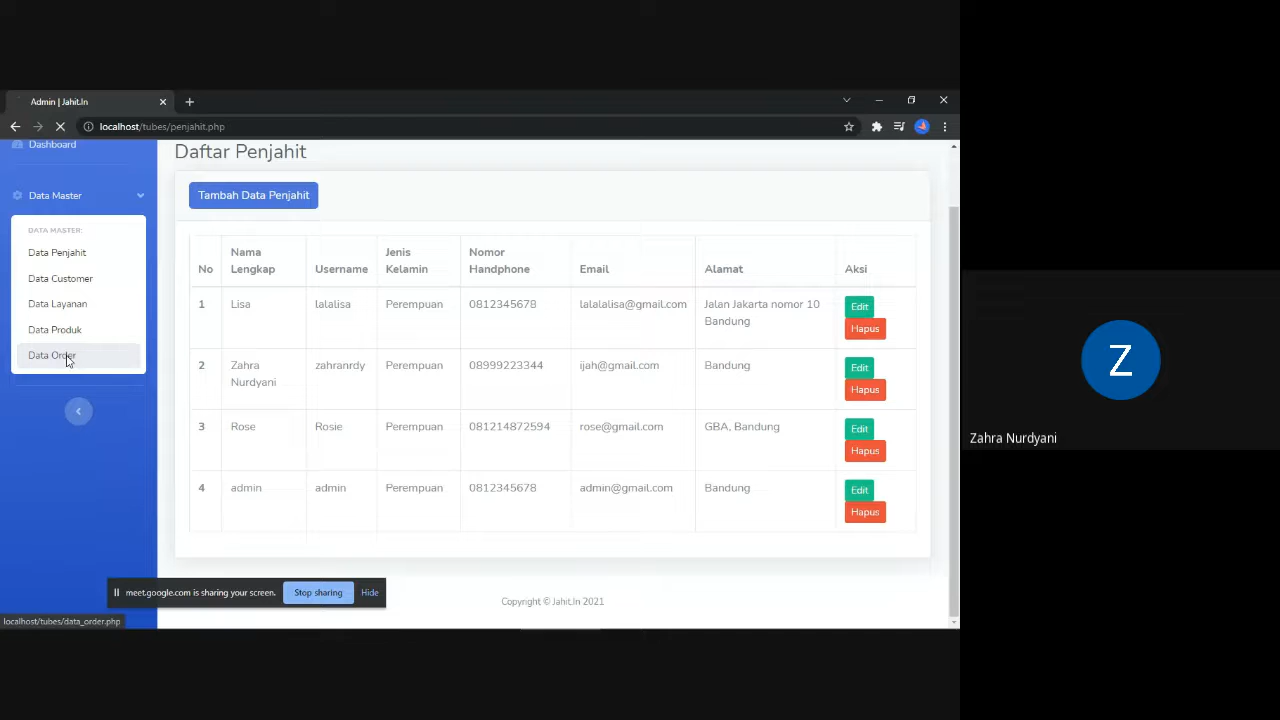 Admin | Jahit.In
localhost/tubes/penjahit.php
Dashboard
Data Master
DATA MASTER:
Data Penjahit
Data Customer
Data Layanan
Data Produk
Data Order
Daftar Penjahit
Tambah Data Penjahit
No Nama Lengkap Username Jenis Kelamin Nomor Handphone Email Alamat Aksi
1 Lisa lalalisa Perempuan 0812345678 lalalalisa@gmail.com Jalan Jakarta nomor 10 Bandung Edit Hapus
2 Zahra Nurdyani zahranrdy Perempuan 08999223344 ijah@gmail.com Bandung Edit Hapus
3 Rose Rosie Perempuan 081214872594 rose@gmail.com GBA, Bandung Edit Hapus
4 admin admin Perempuan 0812345678 admin@gmail.com Bandung Edit Hapus
meet.google.com is sharing your screen. Stop sharing Hide
Copyright © Jahit.In 2021
localhost/tubes/data_order.php
Z
Zahra Nurdyani